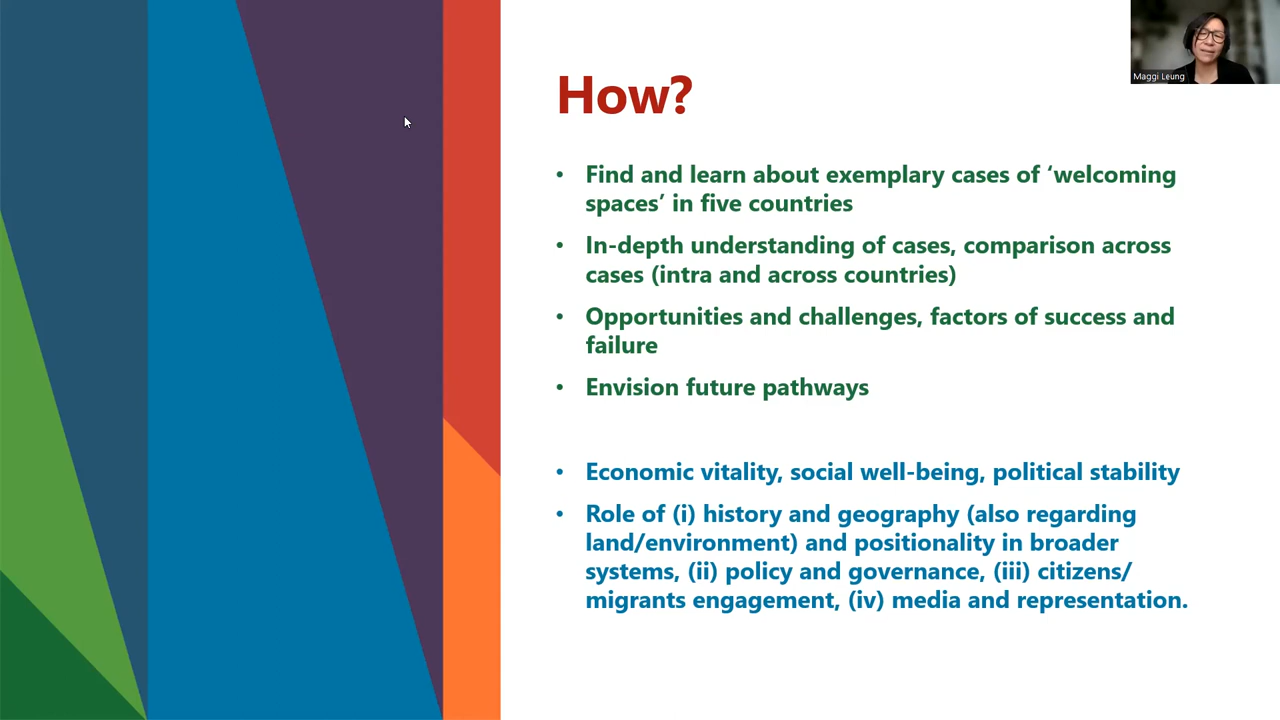 Maggi Leung
How?
• Find and learn about exemplary cases of ‘welcoming
spaces’ in five countries
• In-depth understanding of cases, comparison across
cases (intra and across countries)
• Opportunities and challenges, factors of success and
failure
• Envision future pathways
• Economic vitality, social well-being, political stability
• Role of (i) history and geography (also regarding
land/environment) and positionality in broader
systems, (ii) policy and governance, (iii) citizens/
migrants engagement, (iv) media and representation.